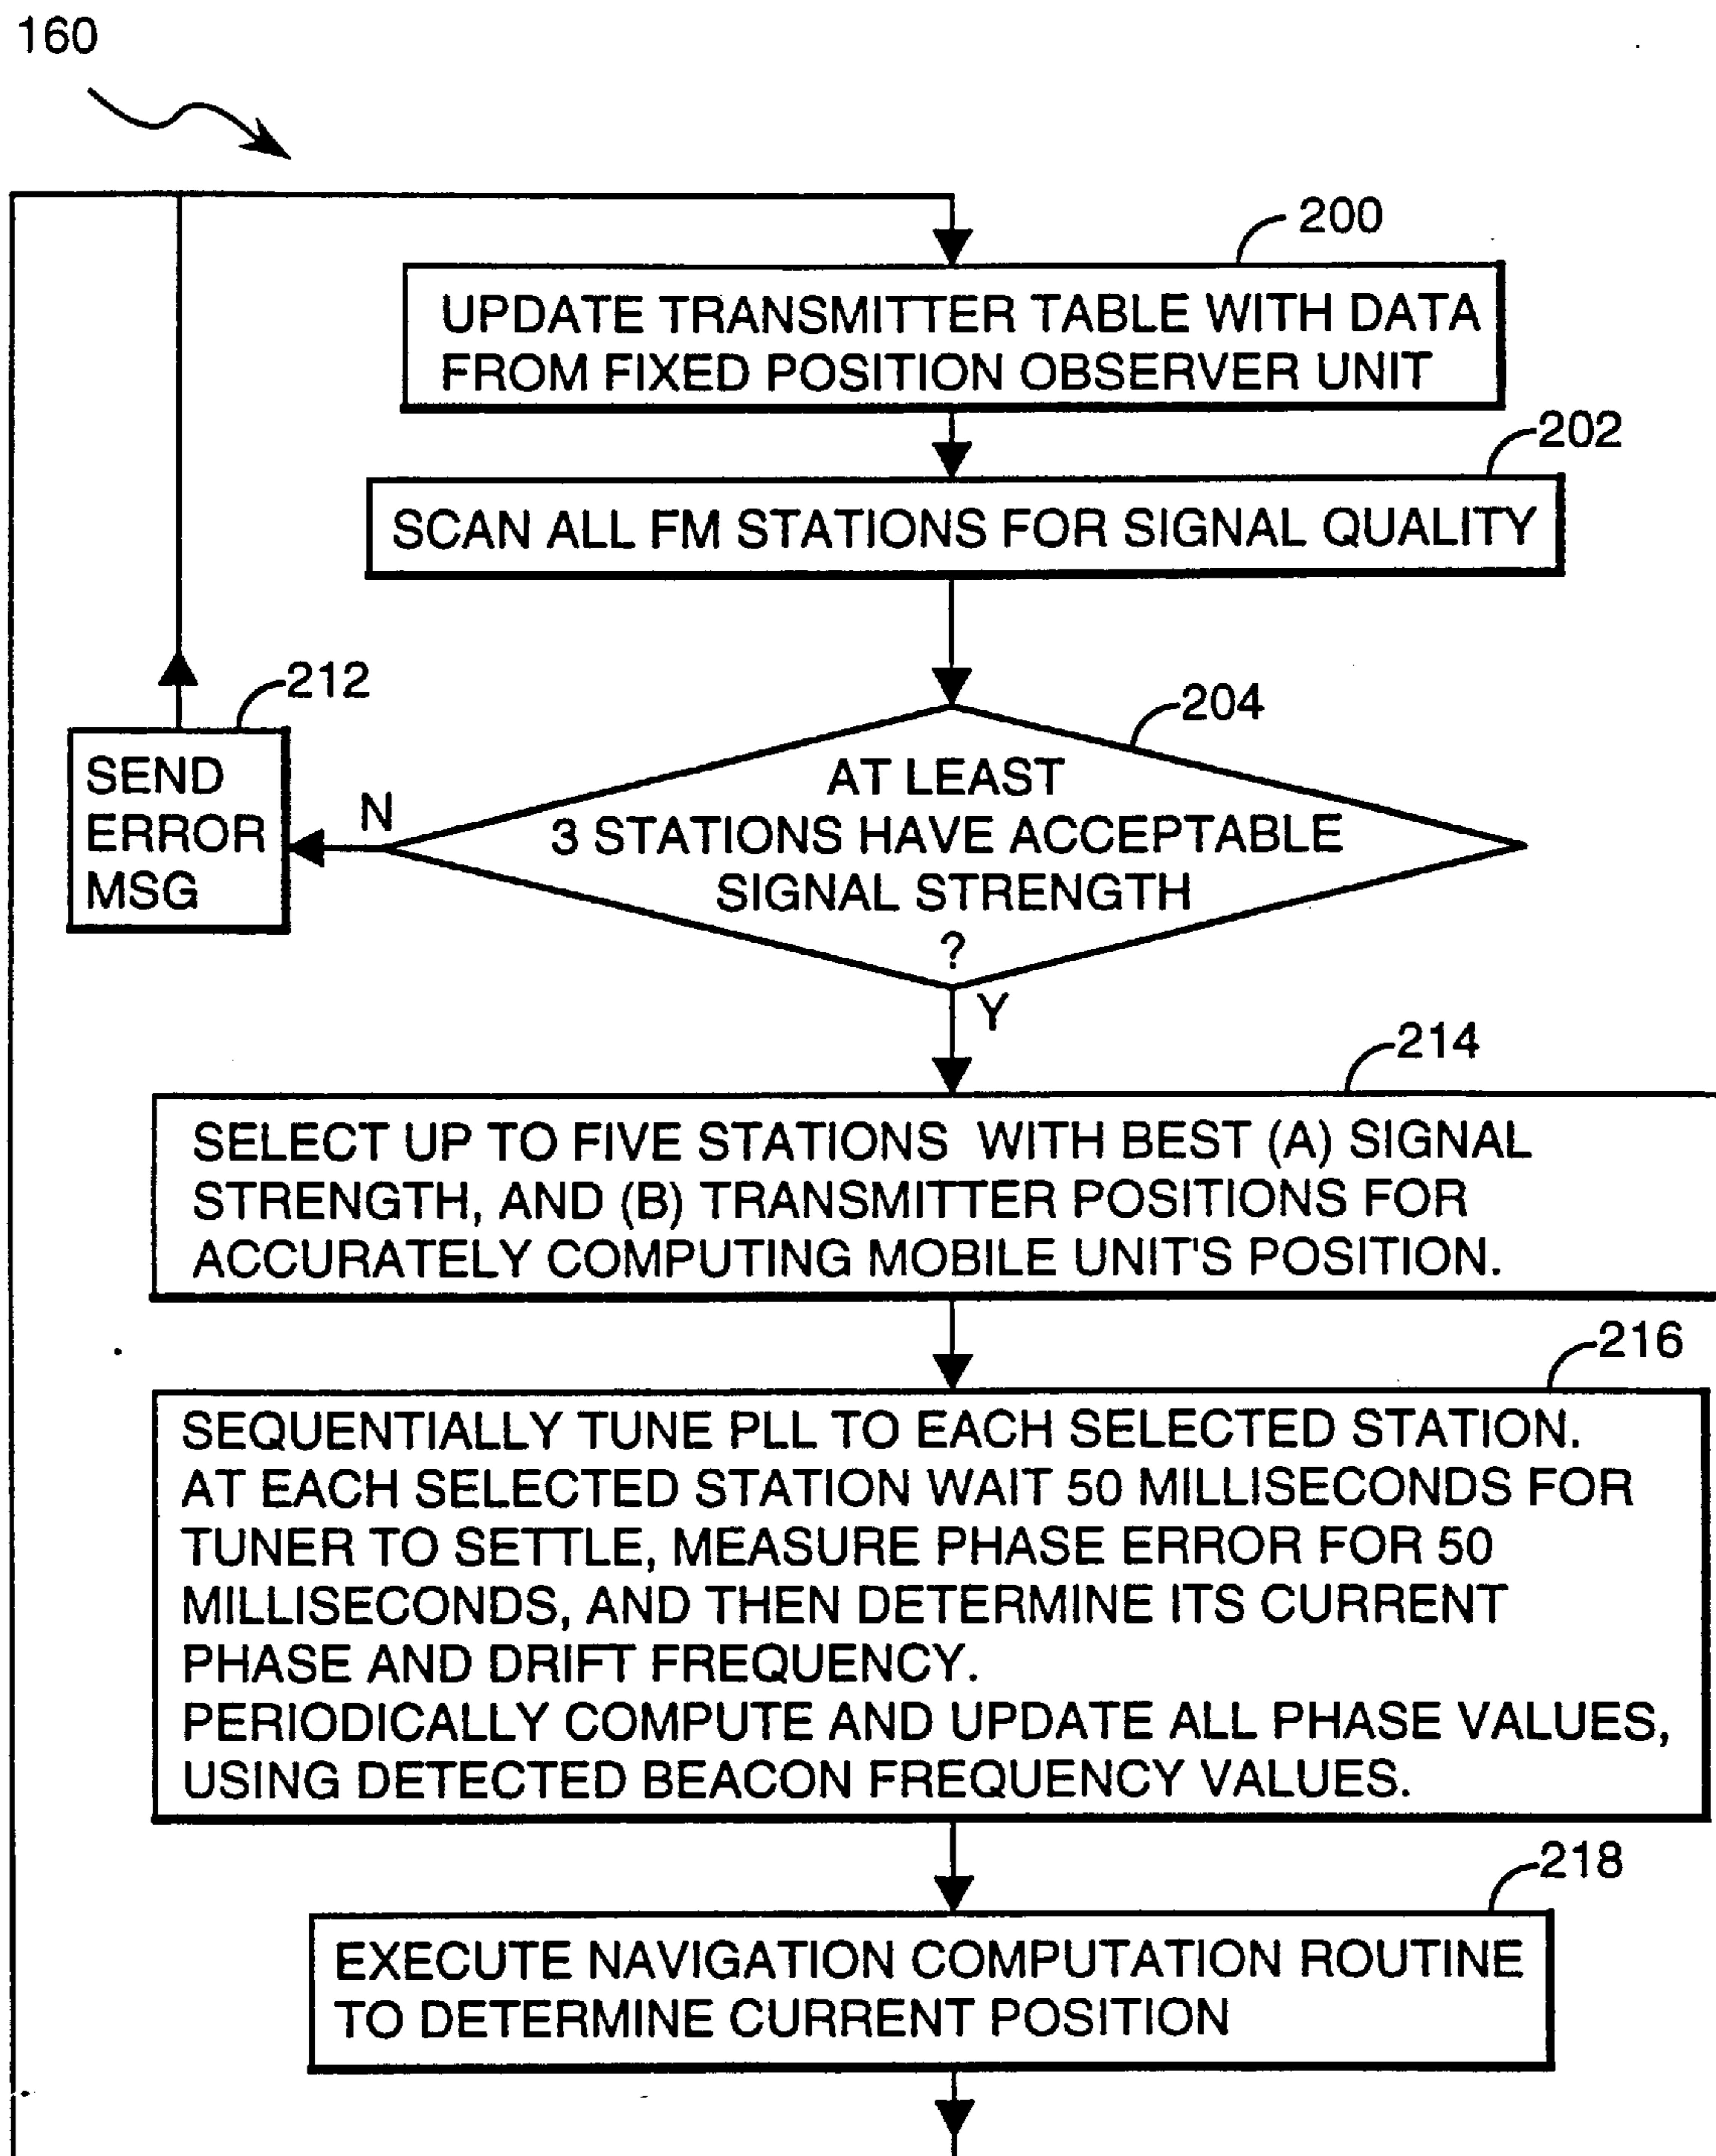 160
200
UPDATE TRANSMITTER TABLE WITH DATA
FROM FIXED POSITION OBSERVER UNIT
202
SCAN ALL FM STATIONS FOR SIGNAL QUALITY
212
SEND
ERROR
MSG
N
204
AT LEAST
3 STATIONS HAVE ACCEPTABLE
SIGNAL STRENGTH
?
Y
214
SELECT UP TO FIVE STATIONS WITH BEST (A) SIGNAL
STRENGTH, AND (B) TRANSMITTER POSITIONS FOR
ACCURATELY COMPUTING MOBILE UNIT'S POSITION.
216
SEQUENTIALLY TUNE PLL TO EACH SELECTED STATION.
AT EACH SELECTED STATION WAIT 50 MILLISECONDS FOR
TUNER TO SETTLE, MEASURE PHASE ERROR FOR 50
MILLISECONDS, AND THEN DETERMINE ITS CURRENT
PHASE AND DRIFT FREQUENCY.
PERIODICALLY COMPUTE AND UPDATE ALL PHASE VALUES,
USING DETECTED BEACON FREQUENCY VALUES.
218
EXECUTE NAVIGATION COMPUTATION ROUTINE
TO DETERMINE CURRENT POSITION